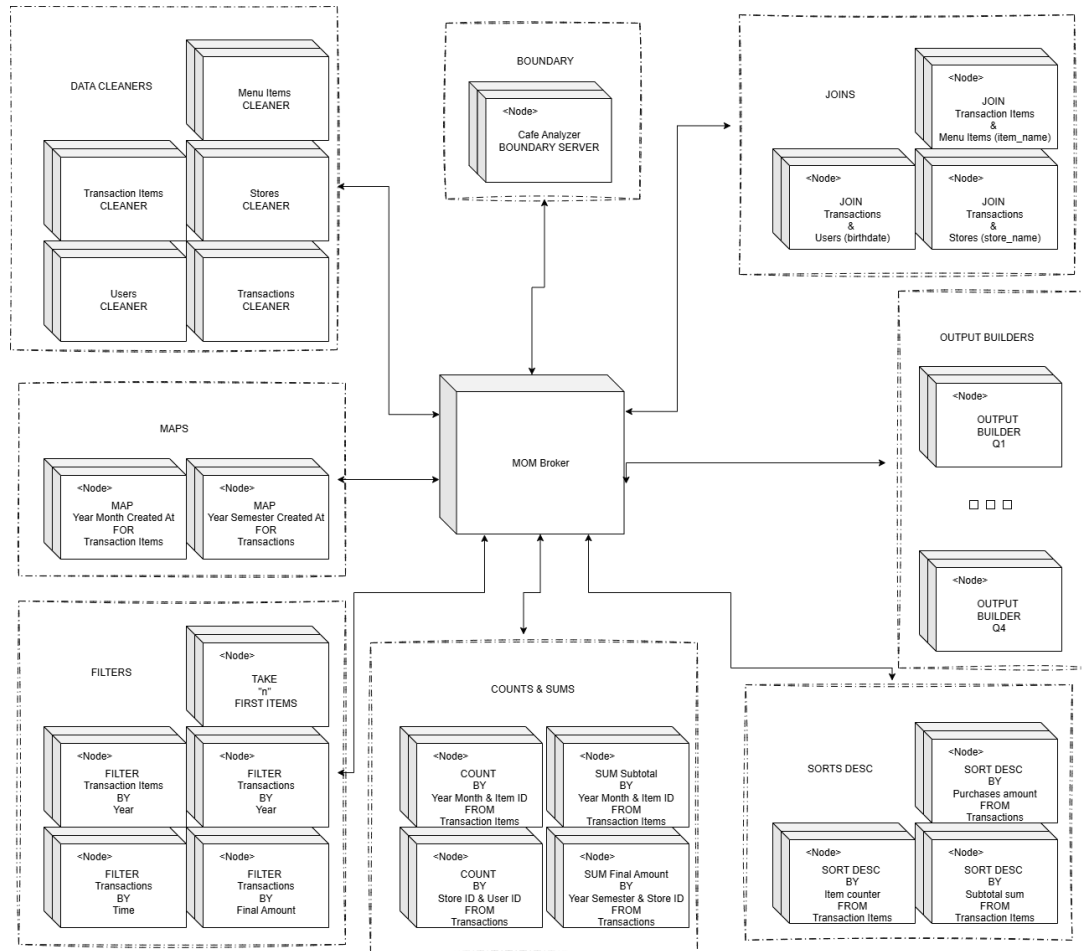 DATA CLEANERS
Menu Items
CLEANER
Transaction Items
CLEANER
Stores
CLEANER
Users
CLEANER
Transactions
CLEANER
BOUNDARY
<Node>
Cafe Analyzer
BOUNDARY SERVER
JOINS
<Node>
JOIN
Transaction Items
&
Menu Items (item_name)
<Node>
JOIN
Transactions
&
Users (birthdate)
<Node>
JOIN
Transactions
&
Stores (store_name)
MAPS
<Node>
MAP
Year Month Created At
FOR
Transaction Items
<Node>
MAP
Year Semester Created At
FOR
Transactions
MOM Broker
OUTPUT BUILDERS
<Node>
OUTPUT
BUILDER
Q1
<Node>
OUTPUT
BUILDER
Q4
FILTERS
<Node>
TAKE
"n"
FIRST ITEMS
<Node>
FILTER
Transaction Items
BY
Year
<Node>
FILTER
Transactions
BY
Year
<Node>
FILTER
Transactions
BY
Time
<Node>
FILTER
Transactions
BY
Final Amount
COUNTS & SUMS
<Node>
COUNT
BY
Year Month & Item ID
FROM
Transaction Items
<Node>
SUM Subtotal
BY
Year Month & Item ID
FROM
Transaction Items
<Node>
COUNT
BY
Store ID & User ID
FROM
Transactions
<Node>
SUM Final Amount
BY
Year Semester & Store ID
FROM
Transactions
SORTS DESC
<Node>
SORT DESC
BY
Purchases amount
FROM
Transactions
<Node>
SORT DESC
BY
Item counter
FROM
Transaction Items
<Node>
SORT DESC
BY
Subtotal sum
FROM
Transaction Items